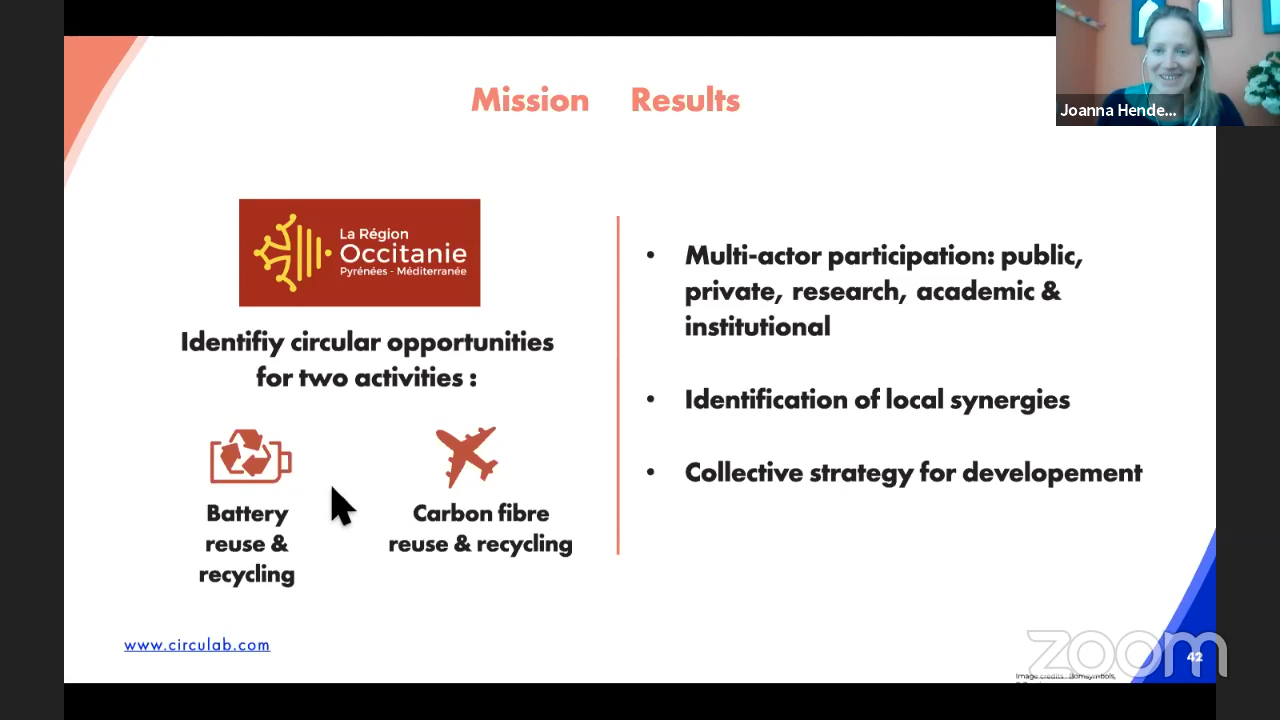 Mission Results
Joanna Hende...
La Région
Occitanie
Pyrénées - Méditerranée
Identifiy circular opportunities
for two activities :
Battery
reuse &
recycling
Carbon fibre
reuse & recycling
• Multi-actor participation: public,
private, research, academic &
institutional
• Identification of local synergies
• Collective strategy for developement
www.circulab.com
zoom
42
Image credits